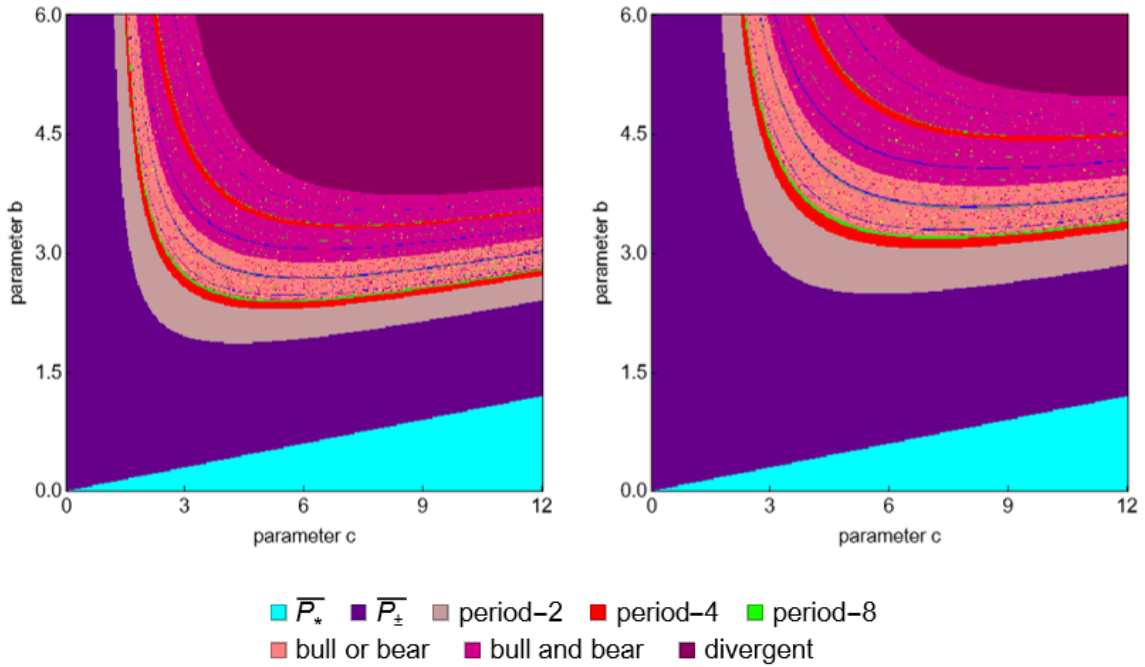 6.0
4.5
3.0
1.5
0.0
parameter b
0 3 6 9 12
parameter c
6.0
4.5
3.0
1.5
0.0
parameter b
0 3 6 9 12
parameter c
P* P± period-2 period-4 period-8
bull or bear bull and bear divergent